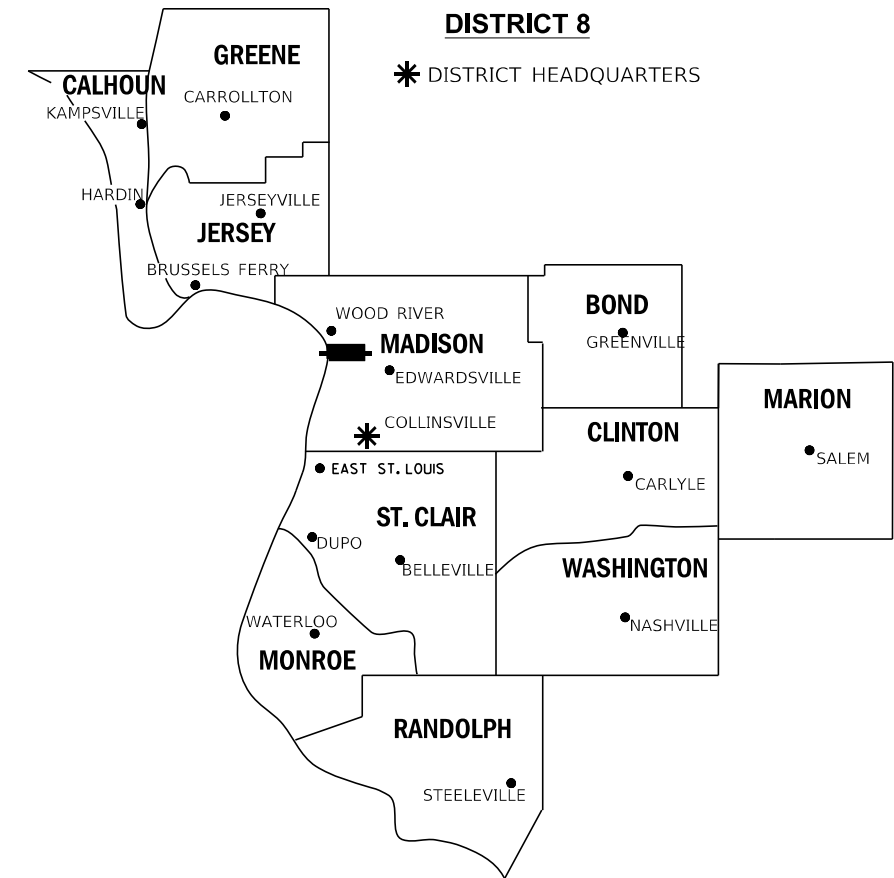 DISTRICT 8
DISTRICT HEADQUARTERS
GREENE
CALHOUN
CARROLLTON
KAMPSVILLE
HARDIN
JERSEYVILLE
JERSEY
BRUSSELS FERRY
WOOD RIVER
BOND
MADISON
GREENVILLE
EDWARDSVILLE
MARION
COLLINSVILLE
CLINTON
SALEM
EAST ST. LOUIS
CARLYLE
ST. CLAIR
DUPO
BELLEVILLE
WASHINGTON
WATERLOO
NASHVILLE
MONROE
RANDOLPH
STEELEVILLE